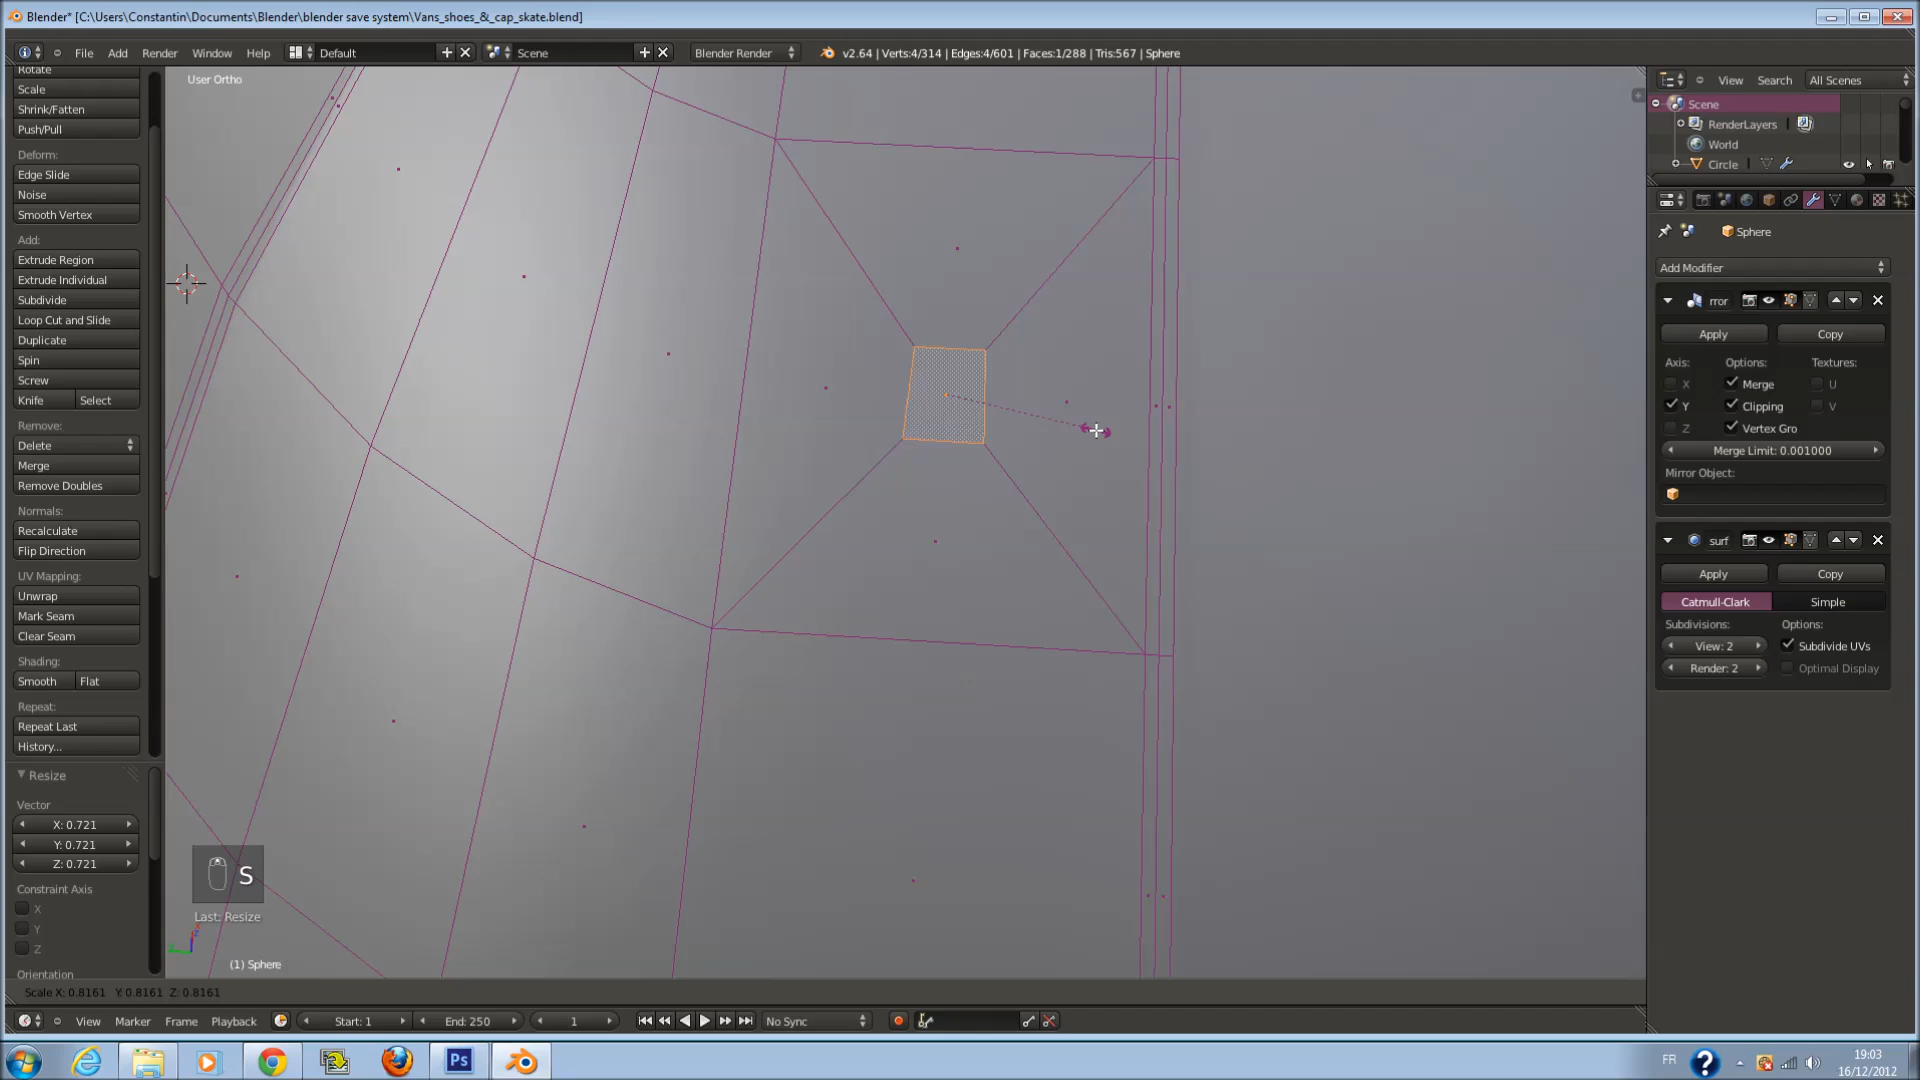 Blender* [C:\Users\Constantin\Documents\Blender\blender save system\Vans_shoes_&_cap_skate.blend]
File Add Render Window Help Default Scene Blender Render v2.64 | Verts:4/314 | Edges:4/601 | Faces:1/288 | Tris:567 | Sphere
Rotate
Scale
Shrink/Fatten
Push/Pull
Deform:
Edge Slide
Noise
Smooth Vertex
Add:
Extrude Region
Extrude Individual
Subdivide
Loop Cut and Slide
Duplicate
Spin
Screw
Knife Select
Remove:
Delete
Merge
Remove Doubles
Normals:
Recalculate
Flip Direction
UV Mapping:
Unwrap
Mark Seam
Clear Seam
Shading:
Smooth Flat
Repeat:
Repeat Last
History...
Resize
Vector
X: 0.721
Y: 0.721
Z: 0.721
Constraint Axis
X
Y
Z
Orientation
User Ortho
S
Last: Resize
(1) Sphere
Scale X: 0.8161 Y: 0.8161 Z: 0.8161
View Search All Scenes
Scene
RenderLayers
World
Circle
Sphere
Add Modifier
rror
Apply Copy
Axis: Options: Textures:
X Merge U
Y Clipping V
Z Vertex Gro
Merge Limit: 0.001000
Mirror Object:
surf
Apply Copy
Catmull-Clark Simple
Subdivisions: Options:
View: 2 Subdivide UVs
Render: 2 Optimal Display
View Marker Frame Playback Start: 1 End: 250 1 No Sync
Ps
FR
?
19:03
16/12/2012